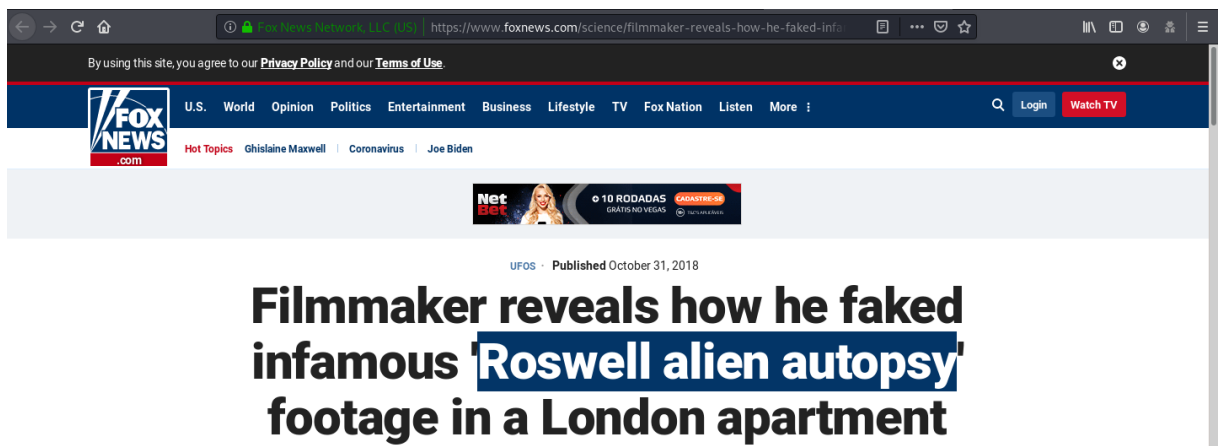 Fox News Network, LLC (US) https://www.foxnews.com/science/filmmaker-reveals-how-he-faked-infa
By using this site, you agree to our Privacy Policy and our Terms of Use.
FOX NEWS .com
U.S. World Opinion Politics Entertainment Business Lifestyle TV Fox Nation Listen More Login Watch TV
Hot Topics Ghislaine Maxwell Coronavirus Joe Biden
Net Bet
+ 10 RODADAS
GRÁTIS NO VEGAS
CADASTRE-SE
UFOS · Published October 31, 2018
Filmmaker reveals how he faked
infamous 'Roswell alien autopsy'
footage in a London apartment